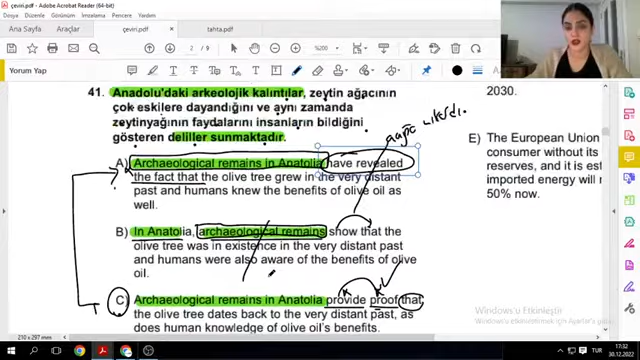 çeviri.pdf - Adobe Acrobat Reader (64-bit)
Dosya Düzenle Görüntüle İmzala Pencere Yardım
Ana Sayfa Araçlar çeviri.pdf tahta.pdf
2 / 9 %200
Yorum Yap
41. Anadolu'daki arkeolojik kalıntılar, zeytin ağacının
çok eskilere dayandığını ve aynı zamanda
zeytinyağının faydalarını insanların bildiğini
gösteren deliller sunmaktadır.
A) Archaeological remains in Anatolia have revealed
the fact that the olive tree grew in the very distant
past and humans knew the benefits of olive oil as
well.
B) In Anatolia, archaeological remains show that the
olive tree was in existence in the very distant past
and humans were also aware of the benefits of olive
oil.
C) Archaeological remains in Anatolia provide proof that
the olive tree dates back to the very distant past, as
does human knowledge of olive oil's benefits.
2030.
E) The European Union
consumer without its
reserves, and it is est
imported energy will r
50% now.
Windows'u Etkinleştir
210 x 297 mm
TUR
17:32
30.12.2022